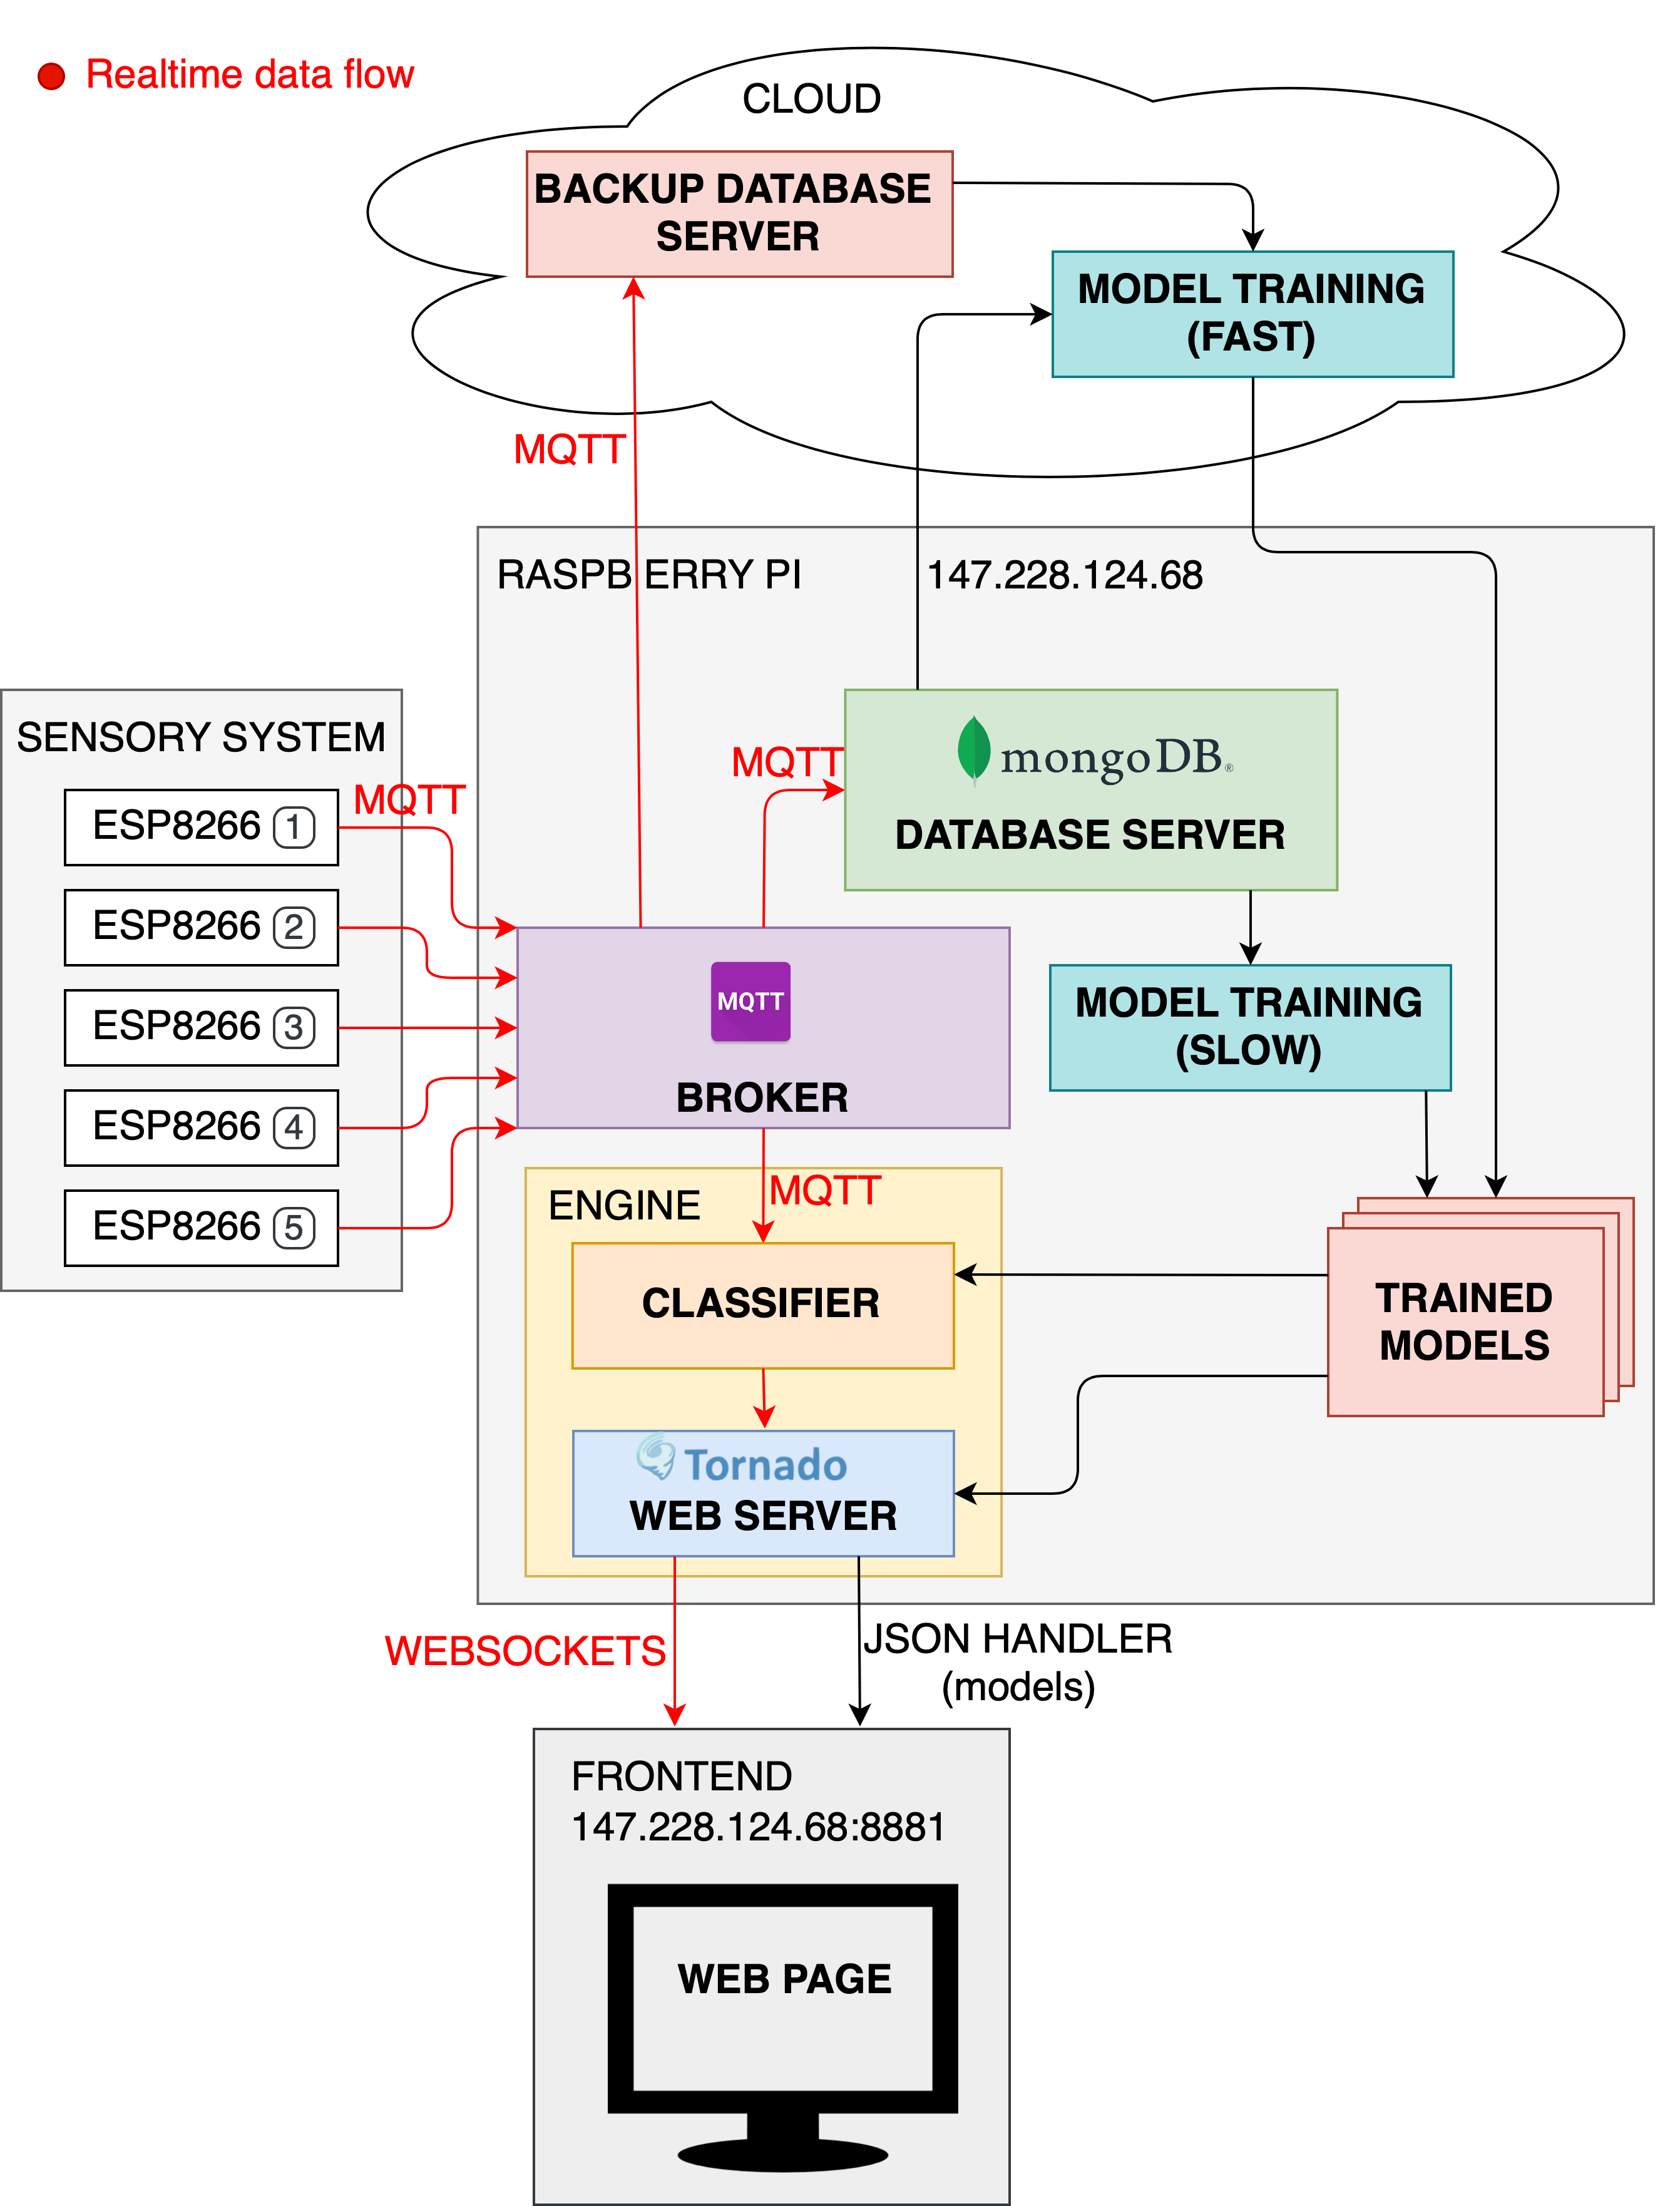 Realtime data flow
CLOUD
BACKUP DATABASE
SERVER
MODEL TRAINING
(FAST)
MQTT
RASPBERRY PI
147.228.124.68
SENSORY SYSTEM
MQTT
ESP8266 1
ESP8266 2
ESP8266 3
ESP8266 4
ESP8266 5
MQTT
mongoDB®
DATABASE SERVER
MQTT
BROKER
MODEL TRAINING
(SLOW)
MQTT
ENGINE
CLASSIFIER
TRAINED
MODELS
Tornado
WEB SERVER
WEBSOCKETS
JSON HANDLER
(models)
FRONTEND
147.228.124.68:8881
WEB PAGE